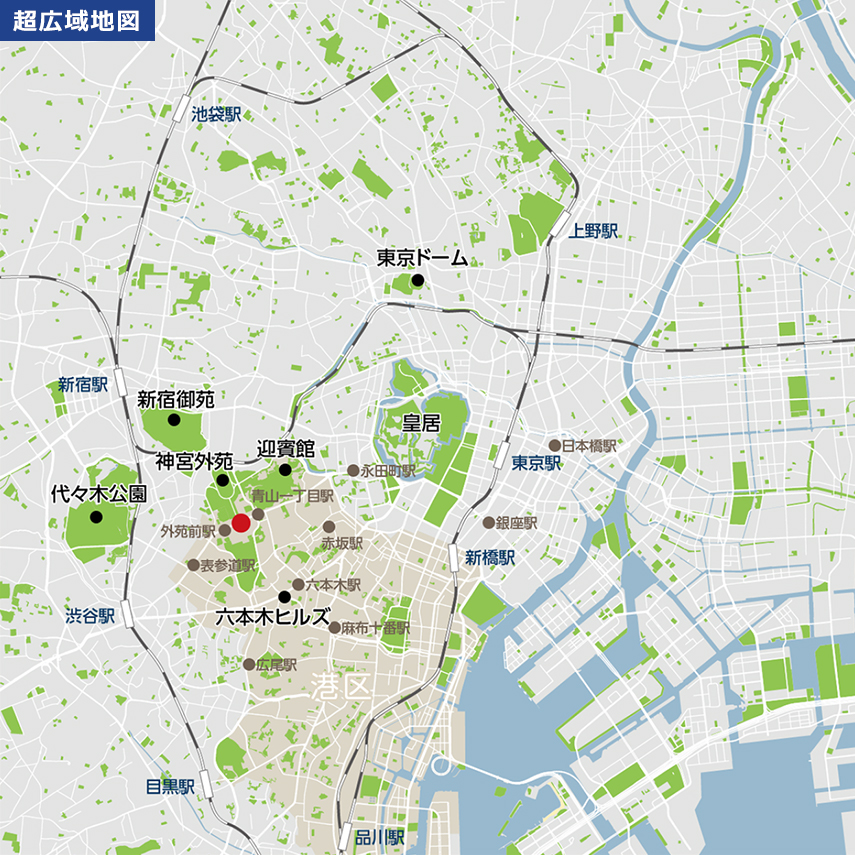 超広域地図
池袋駅
上野駅
東京ドーム
新宿駅
新宿御苑
皇居
神宮外苑
迎賓館
日本橋駅
東京駅
永田町駅
代々木公園
青山一丁目駅
外苑前駅
銀座駅
赤坂駅
新橋駅
表参道駅
六本木駅
渋谷駅
六本木ヒルズ
麻布十番駅
広尾駅
港区
目黒駅
品川駅